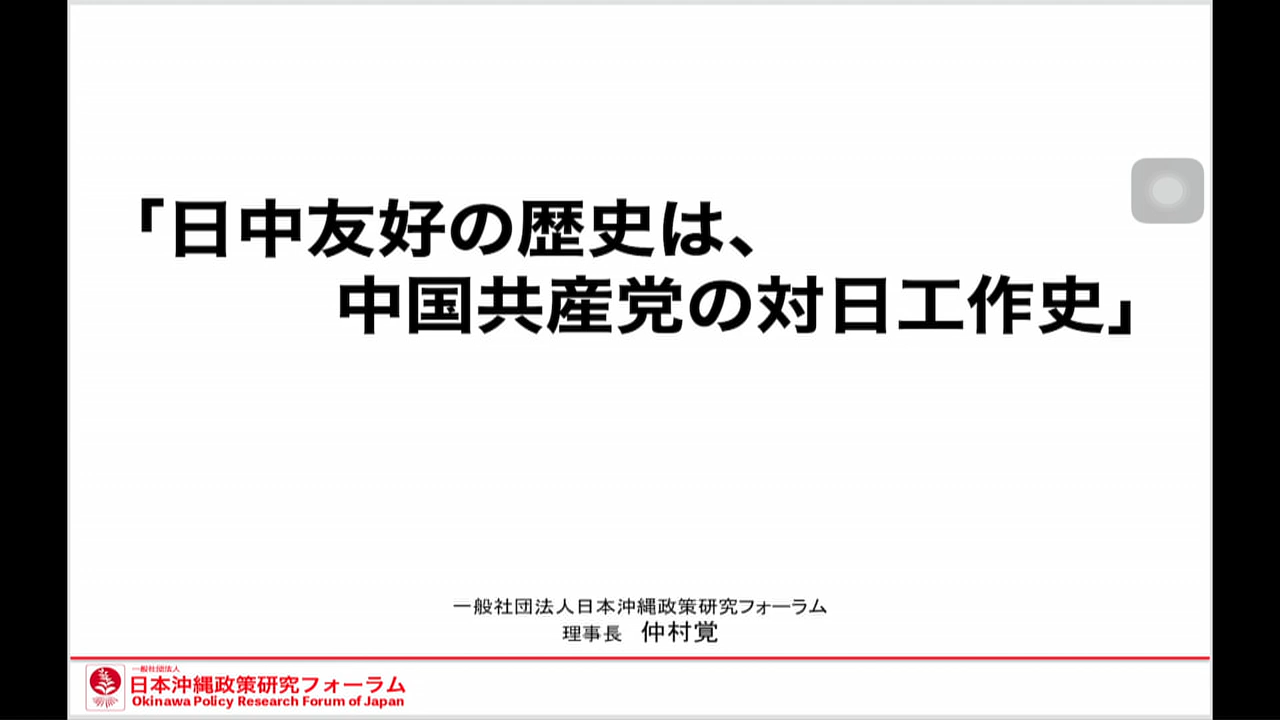 「日中友好の歴史は、
中国共産党の対日工作史」
一般社団法人日本沖縄政策研究フォーラム
理事長 仲村覚
一般社団法人
日本沖縄政策研究フォーラム
Okinawa Policy Research Forum of Japan